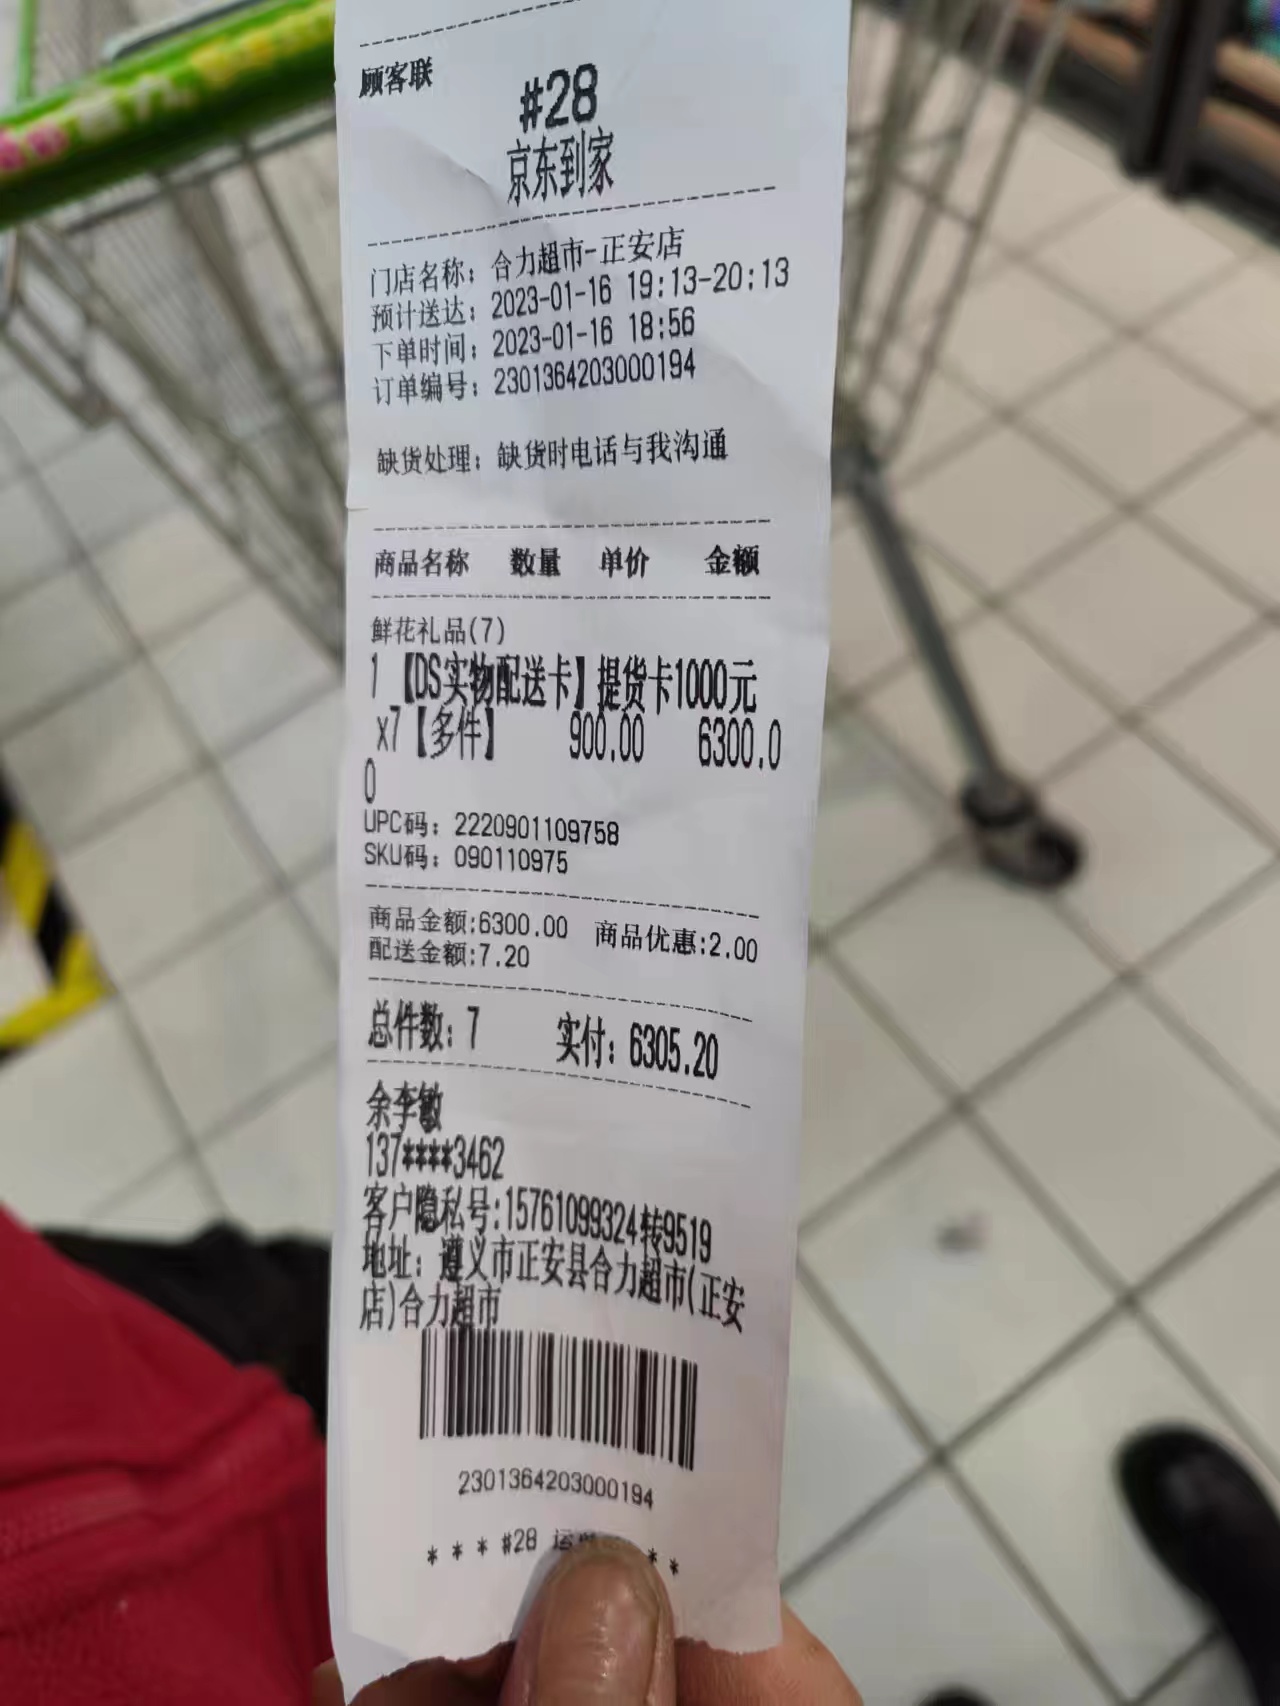 顾客联
#28
京东到家
门店名称：合力超市-正安店
预计送达：2023-01-16 19:13-20:13
下单时间：2023-01-16 18:56
订单编号：2301364203000194
缺货处理：缺货时电话与我沟通
商品名称 数量 单价 金额
鲜花礼品(7)
1 【DS实物配送卡】提货卡1000元
x7【多件】 900.00 6300.0
0
UPC码：2220901109758
SKU码：090110975
商品金额:6300.00 商品优惠:2.00
配送金额:7.20
总件数：7 实付：6305.20
余李敏
137****3462
客户隐私号:15761099324转9519
地址：遵义市正安县合力超市(正安
店)合力超市
2301364203000194
* * * #28 * *